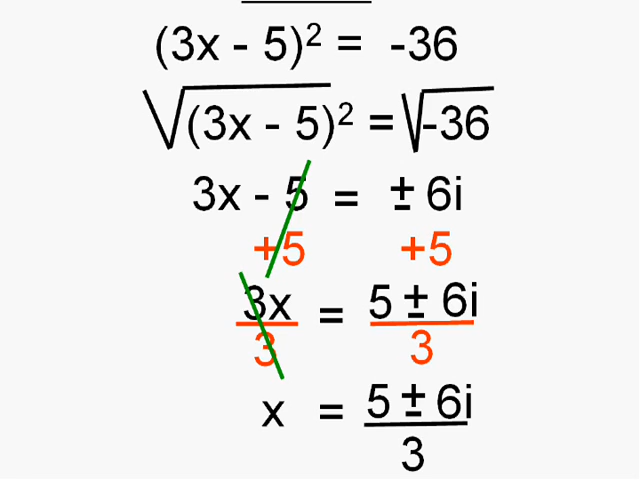 (3x - 5)² = -36
√(3x - 5)² = √-36
3x - 5 = ± 6i
+5 +5
3x = 5 ± 6i
3 3
x = 5 ± 6i
3